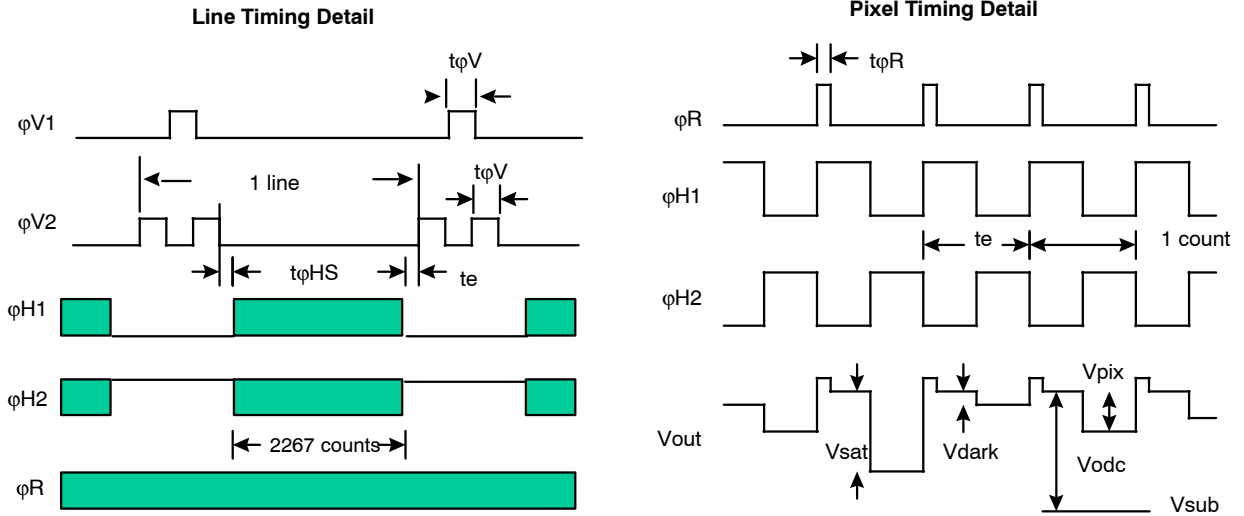 Line Timing Detail
tφV
φV1
1 line
tφV
φV2
tφHS
te
φH1
φH2
2267 counts
φR
Pixel Timing Detail
tφR
φR
φH1
te
1 count
φH2
Vpix
Vout
Vsat
Vdark
Vodc
Vsub